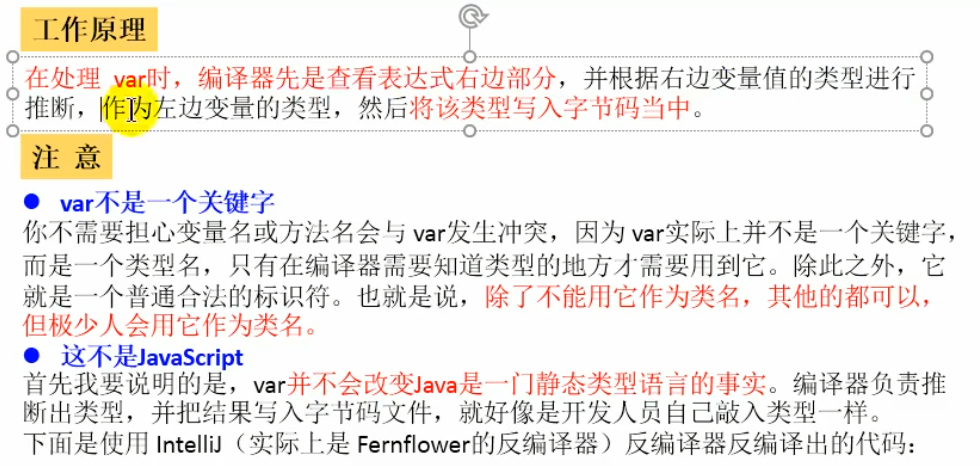 工作原理
在处理 var时，编译器先是查看表达式右边部分，并根据右边变量值的类型进行
推断，作为左边变量的类型，然后将该类型写入字节码当中。
注 意
● var不是一个关键字
你不需要担心变量名或方法名会与 var发生冲突，因为 var实际上并不是一个关键字，
而是一个类型名，只有在编译器需要知道类型的地方才需要用到它。除此之外，它
就是一个普通合法的标识符。也就是说，除了不能用它作为类名，其他的都可以，
但极少人会用它作为类名。
● 这不是JavaScript
首先我要说明的是，var并不会改变Java是一门静态类型语言的事实。编译器负责推
断出类型，并把结果写入字节码文件，就好像是开发人员自己敲入类型一样。
下面是使用 IntelliJ（实际上是 Fernflower的反编译器）反编译器反编译出的代码：